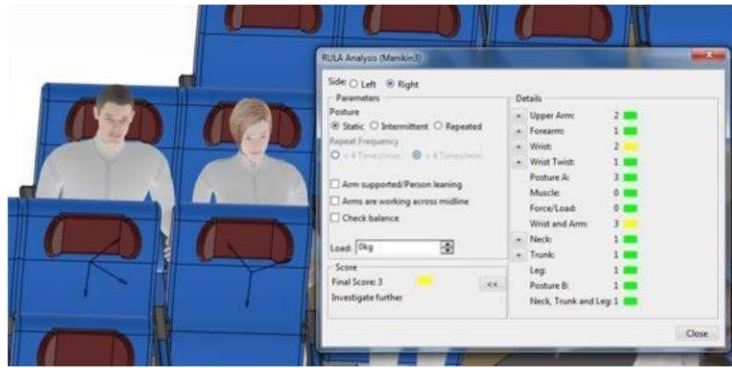 RULA Analysis (Manikin3)
Side: Left Right
Parameters
Posture
Static Intermittent Repeated
Repeat Frequency
< 4 Times/min. > 4 Times/min.
Arm supported/Person leaning
Arms are working across midline
Check balance
Load: 0kg
Score
Final Score: 3
Investigate further
<<
Details
+ Upper Arm: 2
+ Forearm: 1
+ Wrist: 2
+ Wrist Twist: 1
Posture A: 3
Muscle: 0
Force/Load: 0
Wrist and Arm: 3
+ Neck: 1
+ Trunk: 1
Leg: 1
Posture B: 1
Neck, Trunk and Leg: 1
Close